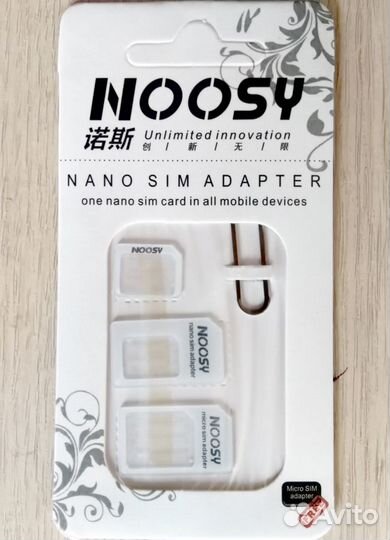 NOOSY
诺斯 Unlimited innovation
创/新/无/限
NANO SIM ADAPTER
one nano sim card in all mobile devices
NOOSY
NOOSY
nano sim adapter
NOOSY
micro sim adapter
Micro SIM
adapter
Avito